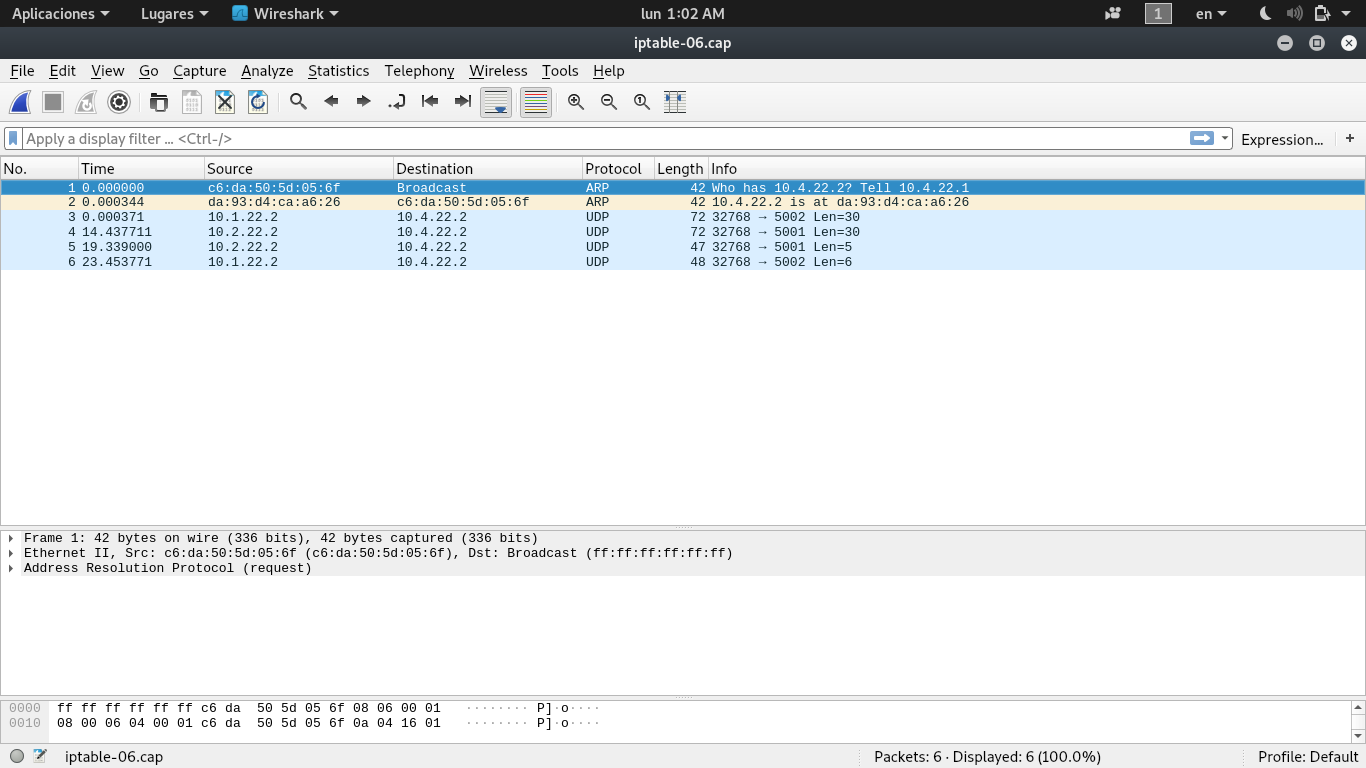 Aplicaciones Lugares Wireshark lun 1:02 AM 1 en
iptable-06.cap
File Edit View Go Capture Analyze Statistics Telephony Wireless Tools Help
Apply a display filter ... <Ctrl-/> Expression... +
No. Time Source Destination Protocol Length Info
1 0.000000 c6:da:50:5d:05:6f Broadcast ARP 42 Who has 10.4.22.2? Tell 10.4.22.1
2 0.000344 da:93:d4:ca:a6:26 c6:da:50:5d:05:6f ARP 42 10.4.22.2 is at da:93:d4:ca:a6:26
3 0.000371 10.1.22.2 10.4.22.2 UDP 72 32768 → 5002 Len=30
4 14.437711 10.2.22.2 10.4.22.2 UDP 72 32768 → 5001 Len=30
5 19.339000 10.2.22.2 10.4.22.2 UDP 47 32768 → 5001 Len=5
6 23.453771 10.1.22.2 10.4.22.2 UDP 48 32768 → 5002 Len=6
Frame 1: 42 bytes on wire (336 bits), 42 bytes captured (336 bits)
Ethernet II, Src: c6:da:50:5d:05:6f (c6:da:50:5d:05:6f), Dst: Broadcast (ff:ff:ff:ff:ff:ff)
Address Resolution Protocol (request)
0000 ff ff ff ff ff ff c6 da 50 5d 05 6f 08 06 00 01 ········ P]·o····
0010 08 00 06 04 00 01 c6 da 50 5d 05 6f 0a 04 16 01 ········ P]·o····
iptable-06.cap Packets: 6 · Displayed: 6 (100.0%) Profile: Default